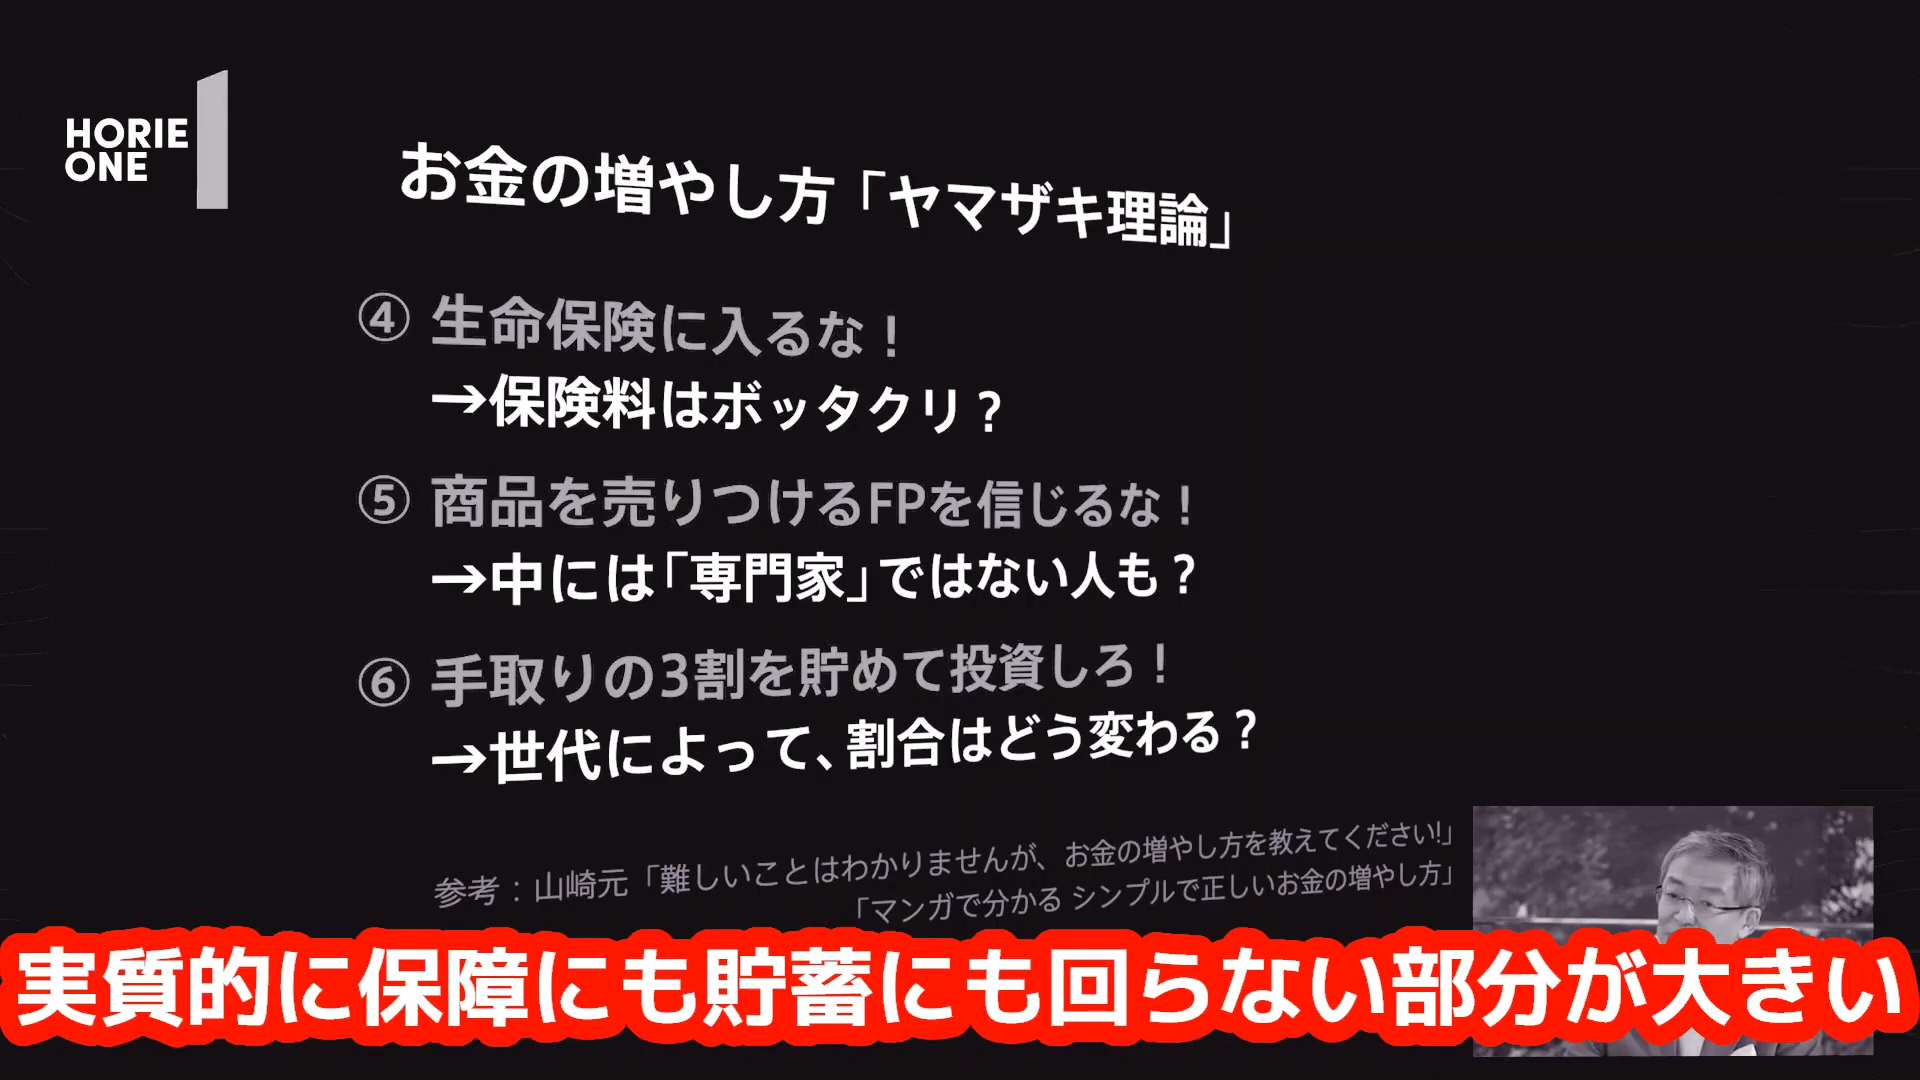 HORIE
ONE
1
お金の増やし方「ヤマザキ理論」
④ 生命保険に入るな！
→保険料はボッタクリ？
⑤ 商品を売りつけるFPを信じるな！
→中には「専門家」ではない人も？
⑥ 手取りの3割を貯めて投資しろ！
→世代によって、割合はどう変わる？
参考：山崎元「難しいことはわかりませんが、お金の増やし方を教えてください!」
「マンガで分かる シンプルで正しいお金の増やし方」
実質的に保障にも貯蓄にも回らない部分が大きい